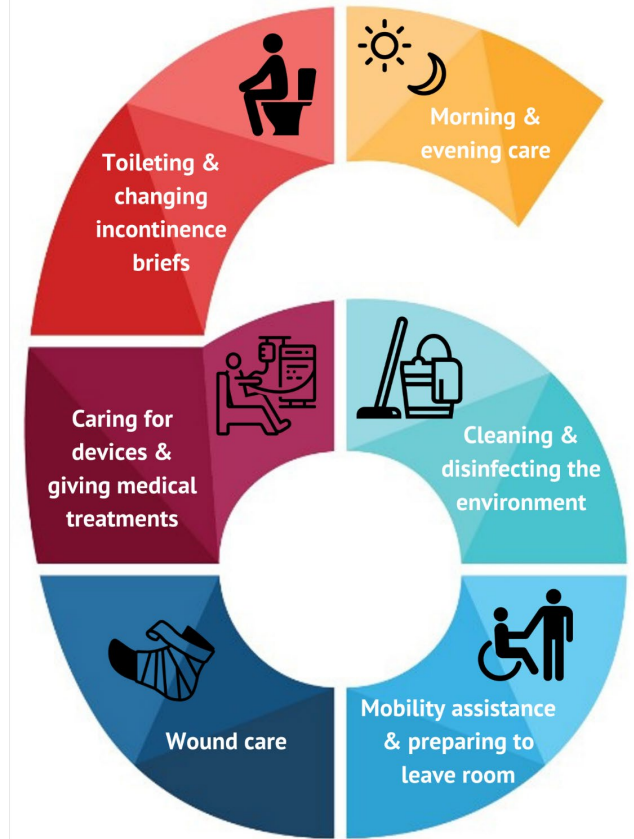 Morning &
evening care
Toileting &
changing
incontinence
briefs
Caring for
devices &
giving medical
treatments
Cleaning &
disinfecting the
environment
Wound care
Mobility assistance
& preparing to
leave room